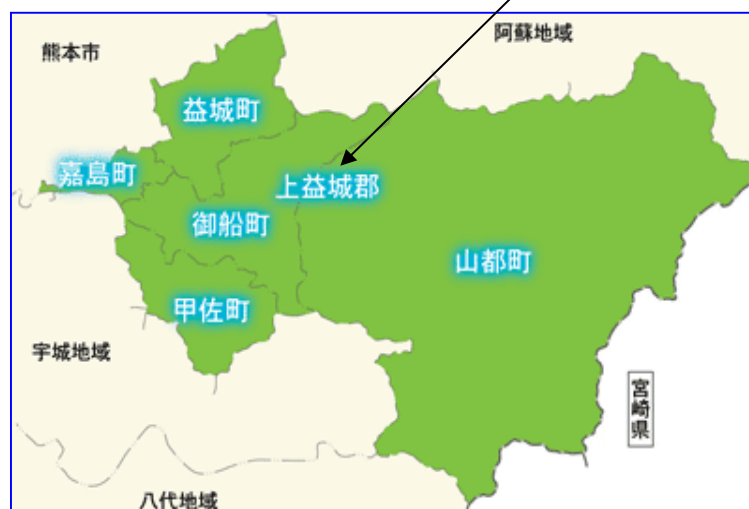 熊本市
阿蘇地域
益城町
嘉島町
上益城郡
御船町
山都町
甲佐町
宇城地域
宮崎県
八代地域